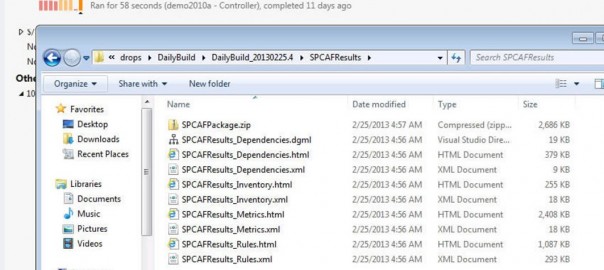 Ran for 58 seconds (demo2010a - Controller), completed 11 days ago
« drops ▸ DailyBuild ▸ DailyBuild_20130225.4 ▸ SPCAFResults ▸
Search SPCAFResults
Organize ▾ Share with ▾ New folder
Name Date Modified Type Size
Favorites
Desktop
Downloads
Recent Places
Libraries
Documents
Music
Pictures
Videos
SPCAFPackage.zip 2/25/2013 4:57 AM Compressed (zipp... 2,686 KB
SPCAFResults_Dependencies.dgml 2/25/2013 4:56 AM Visual Studio Dire... 19 KB
SPCAFResults_Dependencies.html 2/25/2013 4:56 AM HTML Document 379 KB
SPCAFResults_Dependencies.xml 2/25/2013 4:56 AM XML Document 9 KB
SPCAFResults_Inventory.html 2/25/2013 4:56 AM HTML Document 255 KB
SPCAFResults_Inventory.xml 2/25/2013 4:56 AM XML Document 18 KB
SPCAFResults_Metrics.html 2/25/2013 4:56 AM HTML Document 2,408 KB
SPCAFResults_Metrics.xml 2/25/2013 4:56 AM XML Document 18 KB
SPCAFResults_Rules.html 2/25/2013 4:56 AM HTML Document 1,087 KB
SPCAFResults_Rules.xml 2/25/2013 4:56 AM XML Document 293 KB